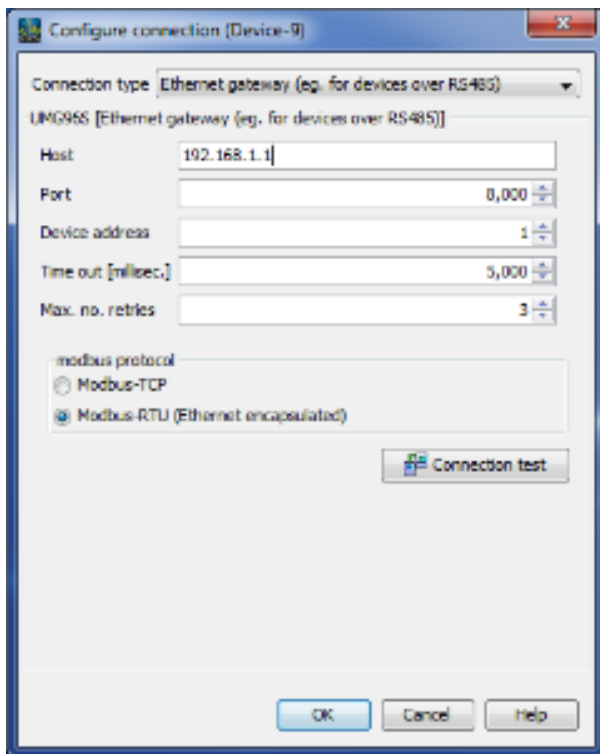 Configure connection (Device-9)
Connection type Ethernet gateway (eg. for devices over RS485)
UMG96S [Ethernet gateway (eg. for devices over RS485)]
Host 192.168.1.1
Port 8,000
Device address 1
Time out [milisec.] 5,000
Max. no. retries 3
modbus protocol
Modbus-TCP
Modbus-RTU (Ethernet encapsulated)
Connection test
OK Cancel Help